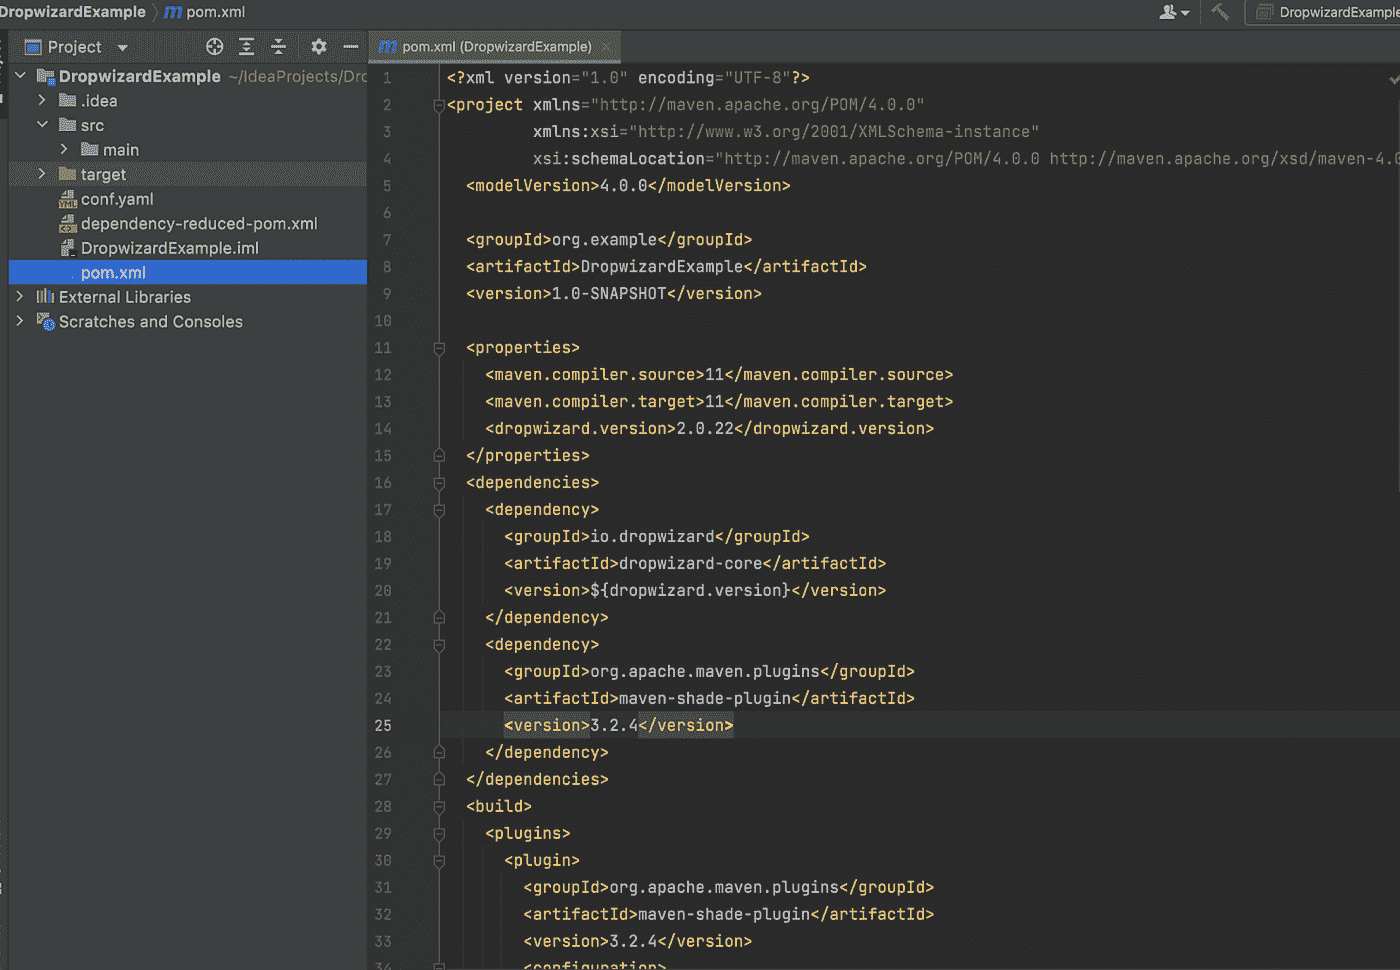 DropwizardExample pom.xml
DropwizardExample
Project
pom.xml (DropwizardExample)
DropwizardExample ~/IdeaProjects/Dro
.idea
src
main
target
conf.yaml
dependency-reduced-pom.xml
DropwizardExample.iml
pom.xml
External Libraries
Scratches and Consoles
1 <?xml version="1.0" encoding="UTF-8"?>
2 <project xmlns="http://maven.apache.org/POM/4.0.0"
3 xmlns:xsi="http://www.w3.org/2001/XMLSchema-instance"
4 xsi:schemaLocation="http://maven.apache.org/POM/4.0.0 http://maven.apache.org/xsd/maven-4.0
5 <modelVersion>4.0.0</modelVersion>
6
7 <groupId>org.example</groupId>
8 <artifactId>DropwizardExample</artifactId>
9 <version>1.0-SNAPSHOT</version>
10
11 <properties>
12 <maven.compiler.source>11</maven.compiler.source>
13 <maven.compiler.target>11</maven.compiler.target>
14 <dropwizard.version>2.0.22</dropwizard.version>
15 </properties>
16 <dependencies>
17 <dependency>
18 <groupId>io.dropwizard</groupId>
19 <artifactId>dropwizard-core</artifactId>
20 <version>${dropwizard.version}</version>
21 </dependency>
22 <dependency>
23 <groupId>org.apache.maven.plugins</groupId>
24 <artifactId>maven-shade-plugin</artifactId>
25 <version>3.2.4</version>
26 </dependency>
27 </dependencies>
28 <build>
29 <plugins>
30 <plugin>
31 <groupId>org.apache.maven.plugins</groupId>
32 <artifactId>maven-shade-plugin</artifactId>
33 <version>3.2.4</version>
34 <configuration>